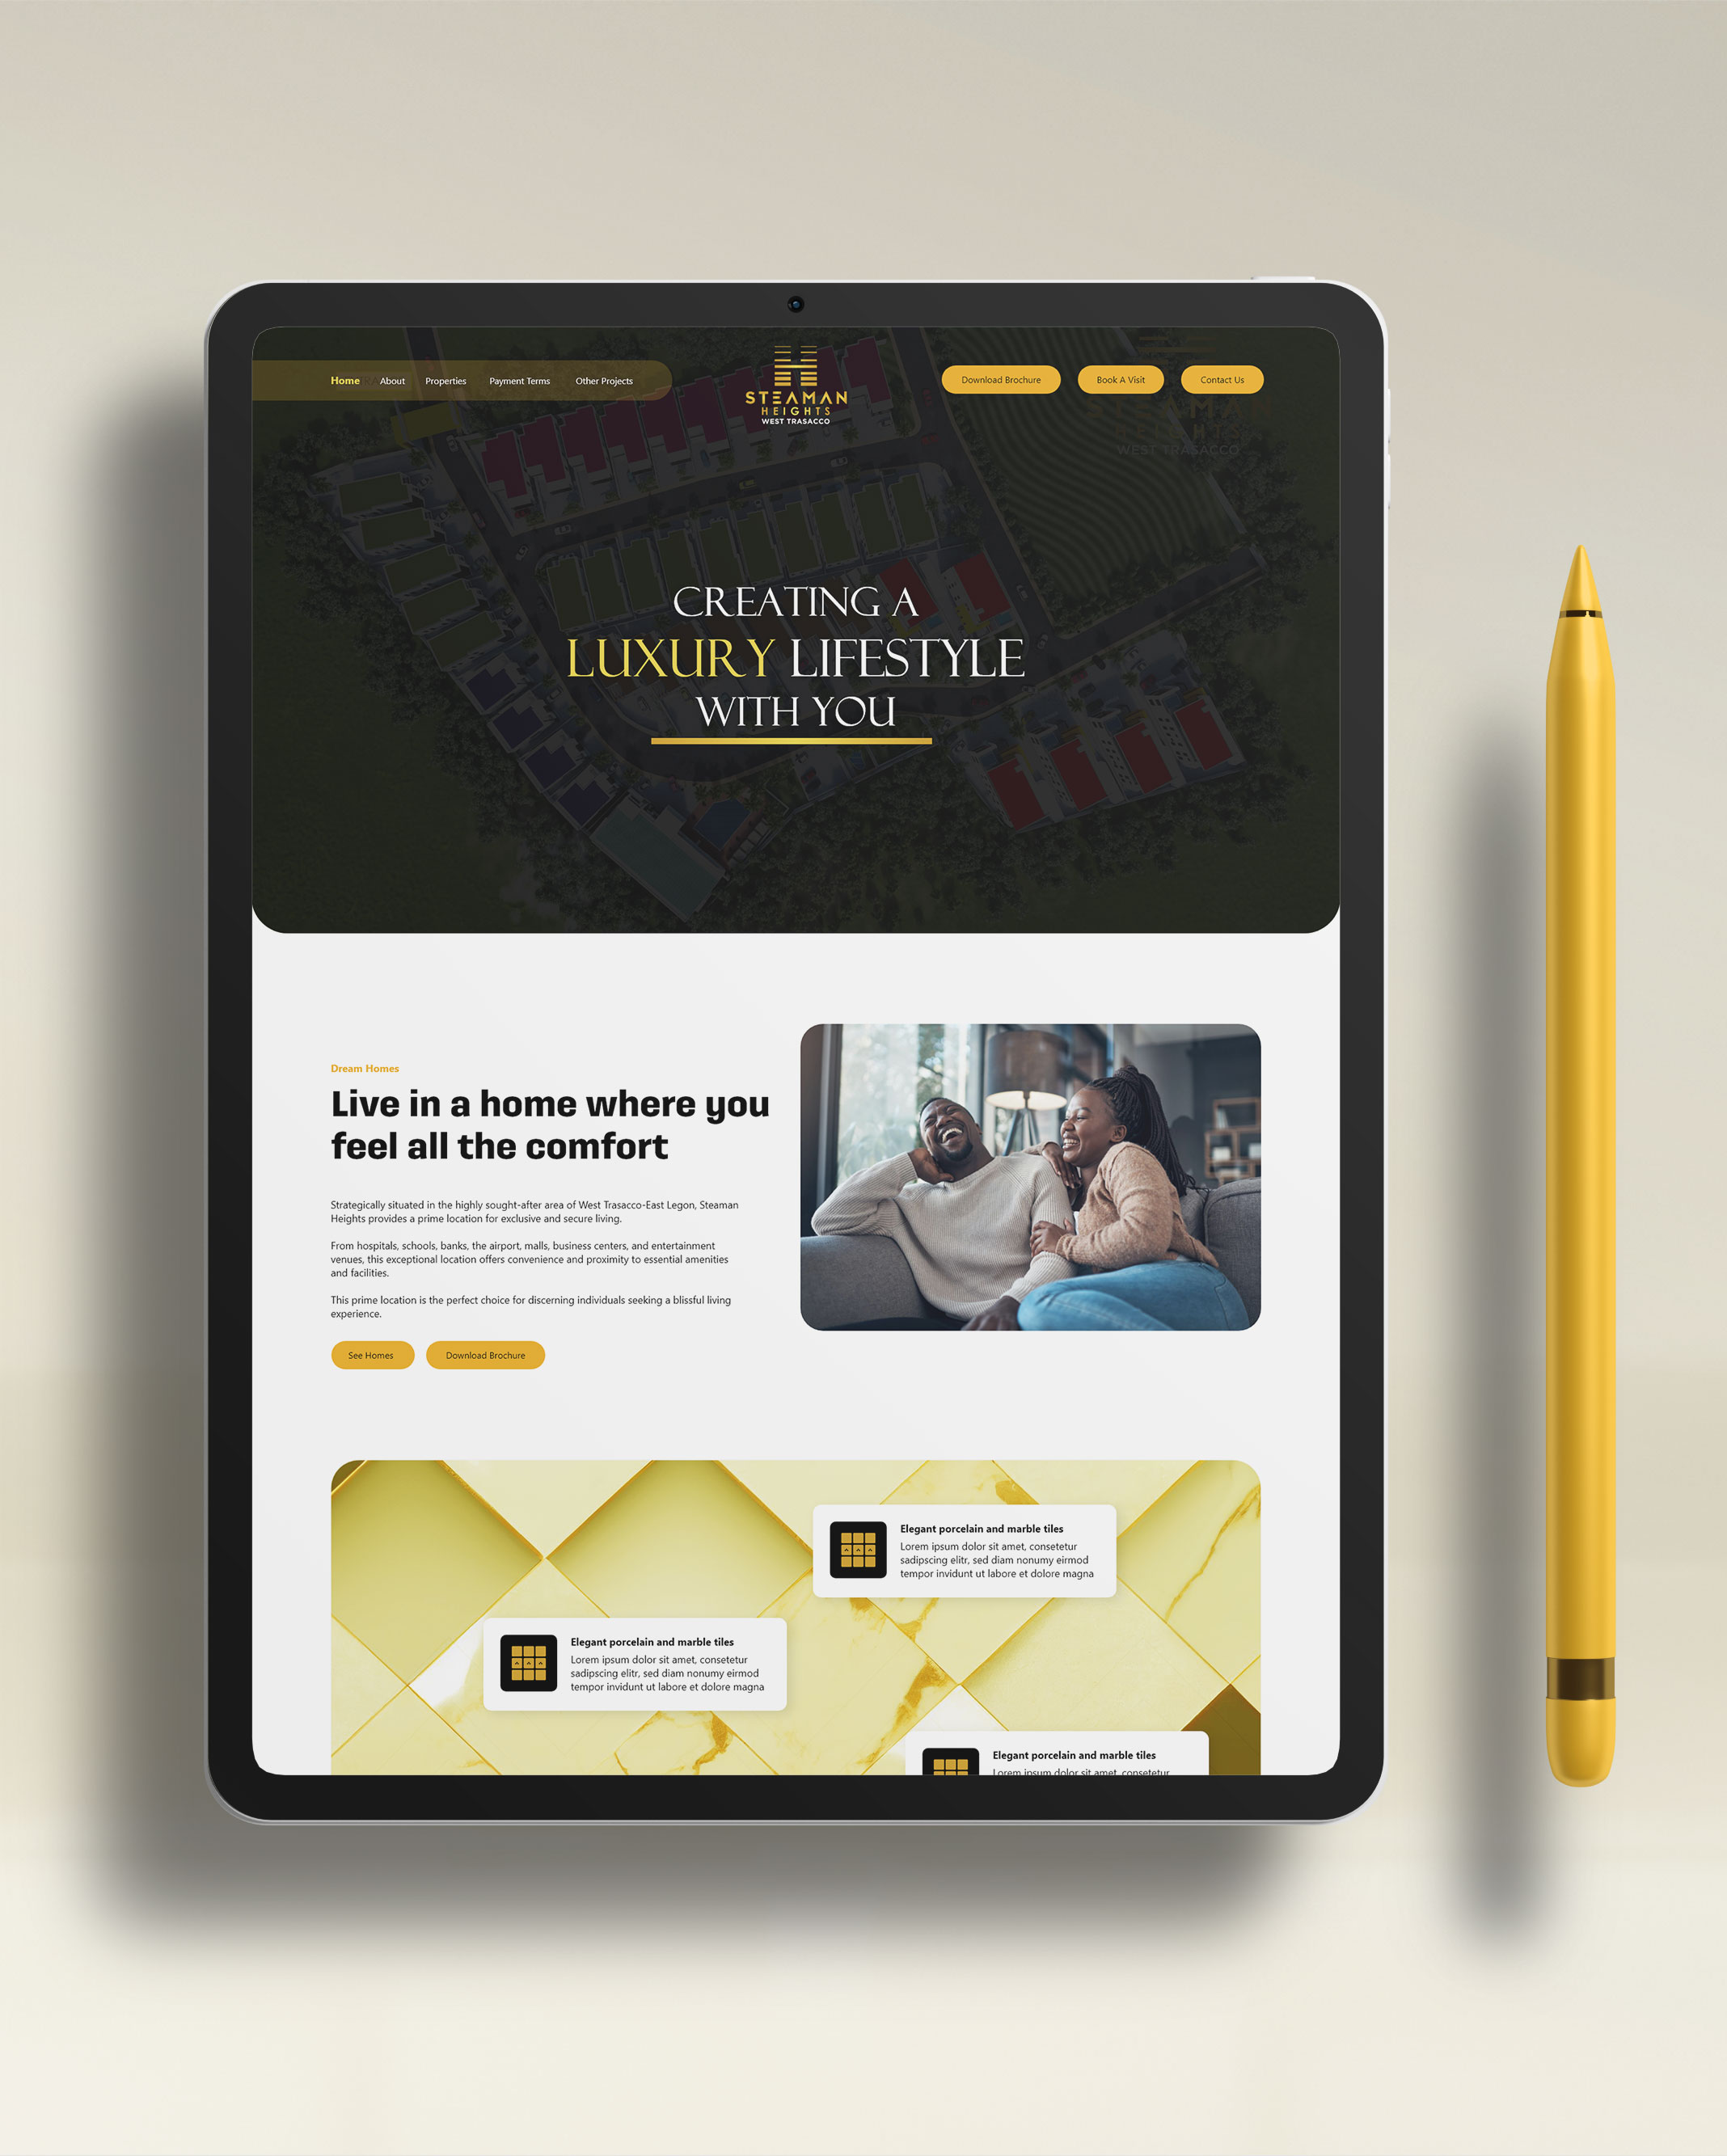 Home About Properties Payment Terms Other Projects
STEAMAN
HEIGHTS
WEST TRASACCO
Download Brochure Book A Visit Contact Us
STEAMAN
HEIGHTS
WEST TRASACCO
CREATING A
LUXURY LIFESTYLE
WITH YOU
Dream Homes
Live in a home where you
feel all the comfort
Strategically situated in the highly sought-after area of West Trasacco-East Legon, Steaman
Heights provides a prime location for exclusive and secure living.
From hospitals, schools, banks, the airport, malls, business centers, and entertainment
venues, this exceptional location offers convenience and proximity to essential amenities
and facilities.
This prime location is the perfect choice for discerning individuals seeking a blissful living
experience.
See Homes Download Brochure
Elegant porcelain and marble tiles
Lorem ipsum dolor sit amet, consetetur
sadipscing elitr, sed diam nonumy eirmod
tempor invidunt ut labore et dolore magna
Elegant porcelain and marble tiles
Lorem ipsum dolor sit amet, consetetur
sadipscing elitr, sed diam nonumy eirmod
tempor invidunt ut labore et dolore magna
Elegant porcelain and marble tiles
Lorem ipsum dolor sit amet, consetetur